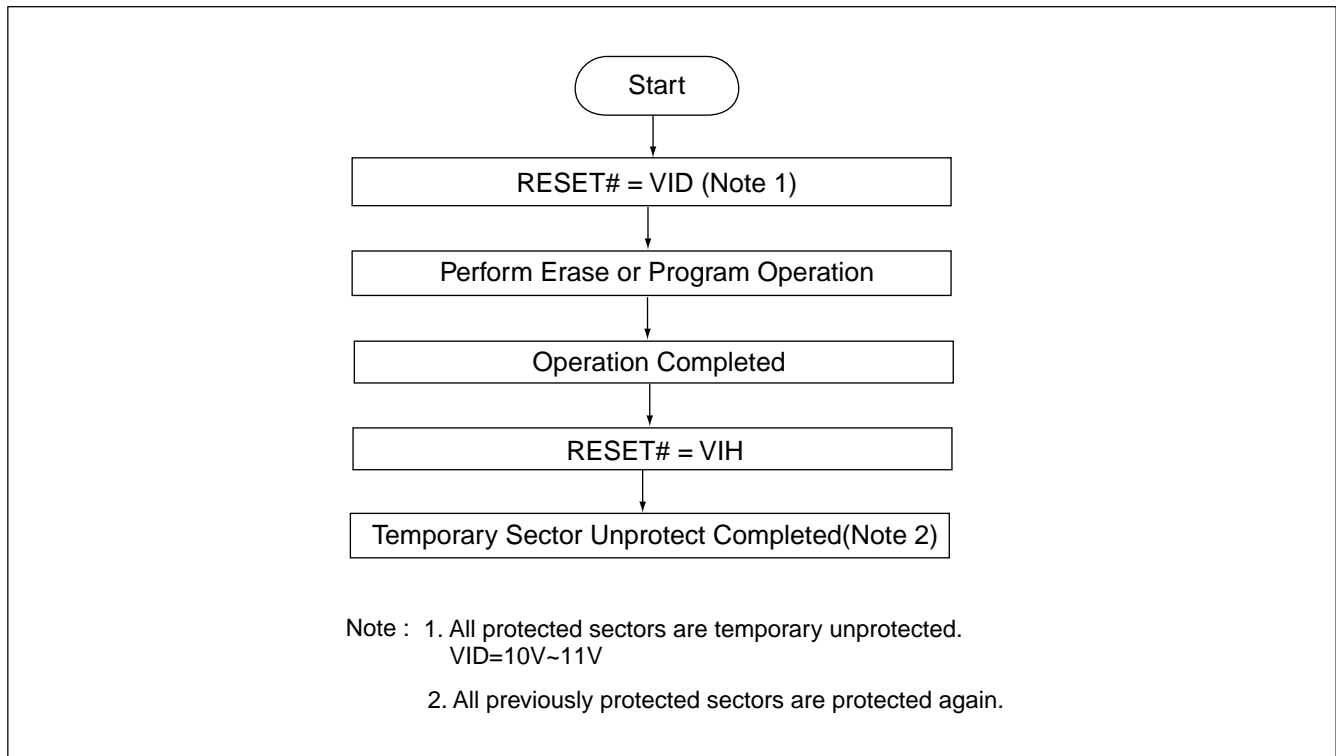 Start
RESET# = VID (Note 1)
Perform Erase or Program Operation
Operation Completed
RESET# = VIH
Temporary Sector Unprotect Completed(Note 2)
Note : 1. All protected sectors are temporary unprotected.
VID=10V~11V
2. All previously protected sectors are protected again.